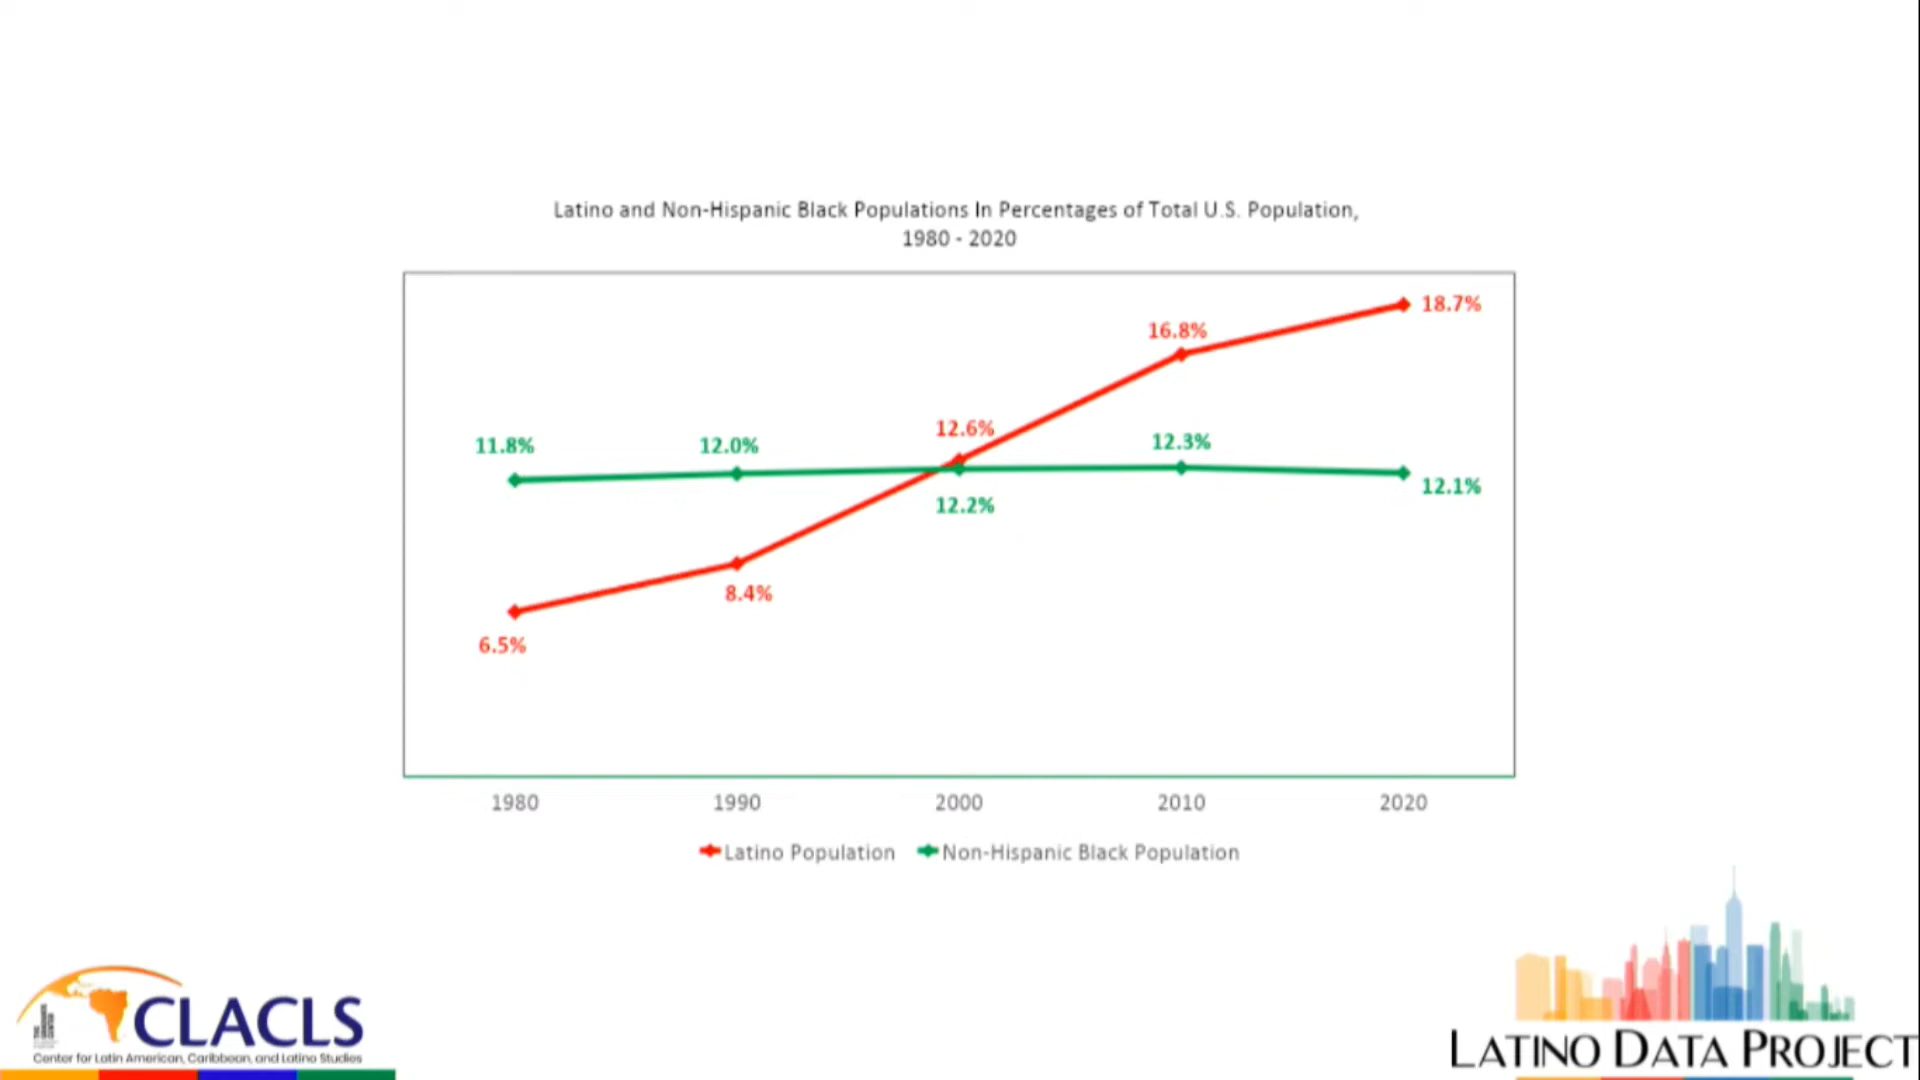 Latino and Non-Hispanic Black Populations In Percentages of Total U.S. Population,
1980 - 2020
18.7%
16.8%
12.6%
11.8%
12.0%
12.3%
12.1%
12.2%
8.4%
6.5%
1980 1990 2000 2010 2020
Latino Population Non-Hispanic Black Population
CLACLS
Center for Latin American, Caribbean, and Latino Studies
LATINO DATA PROJECT